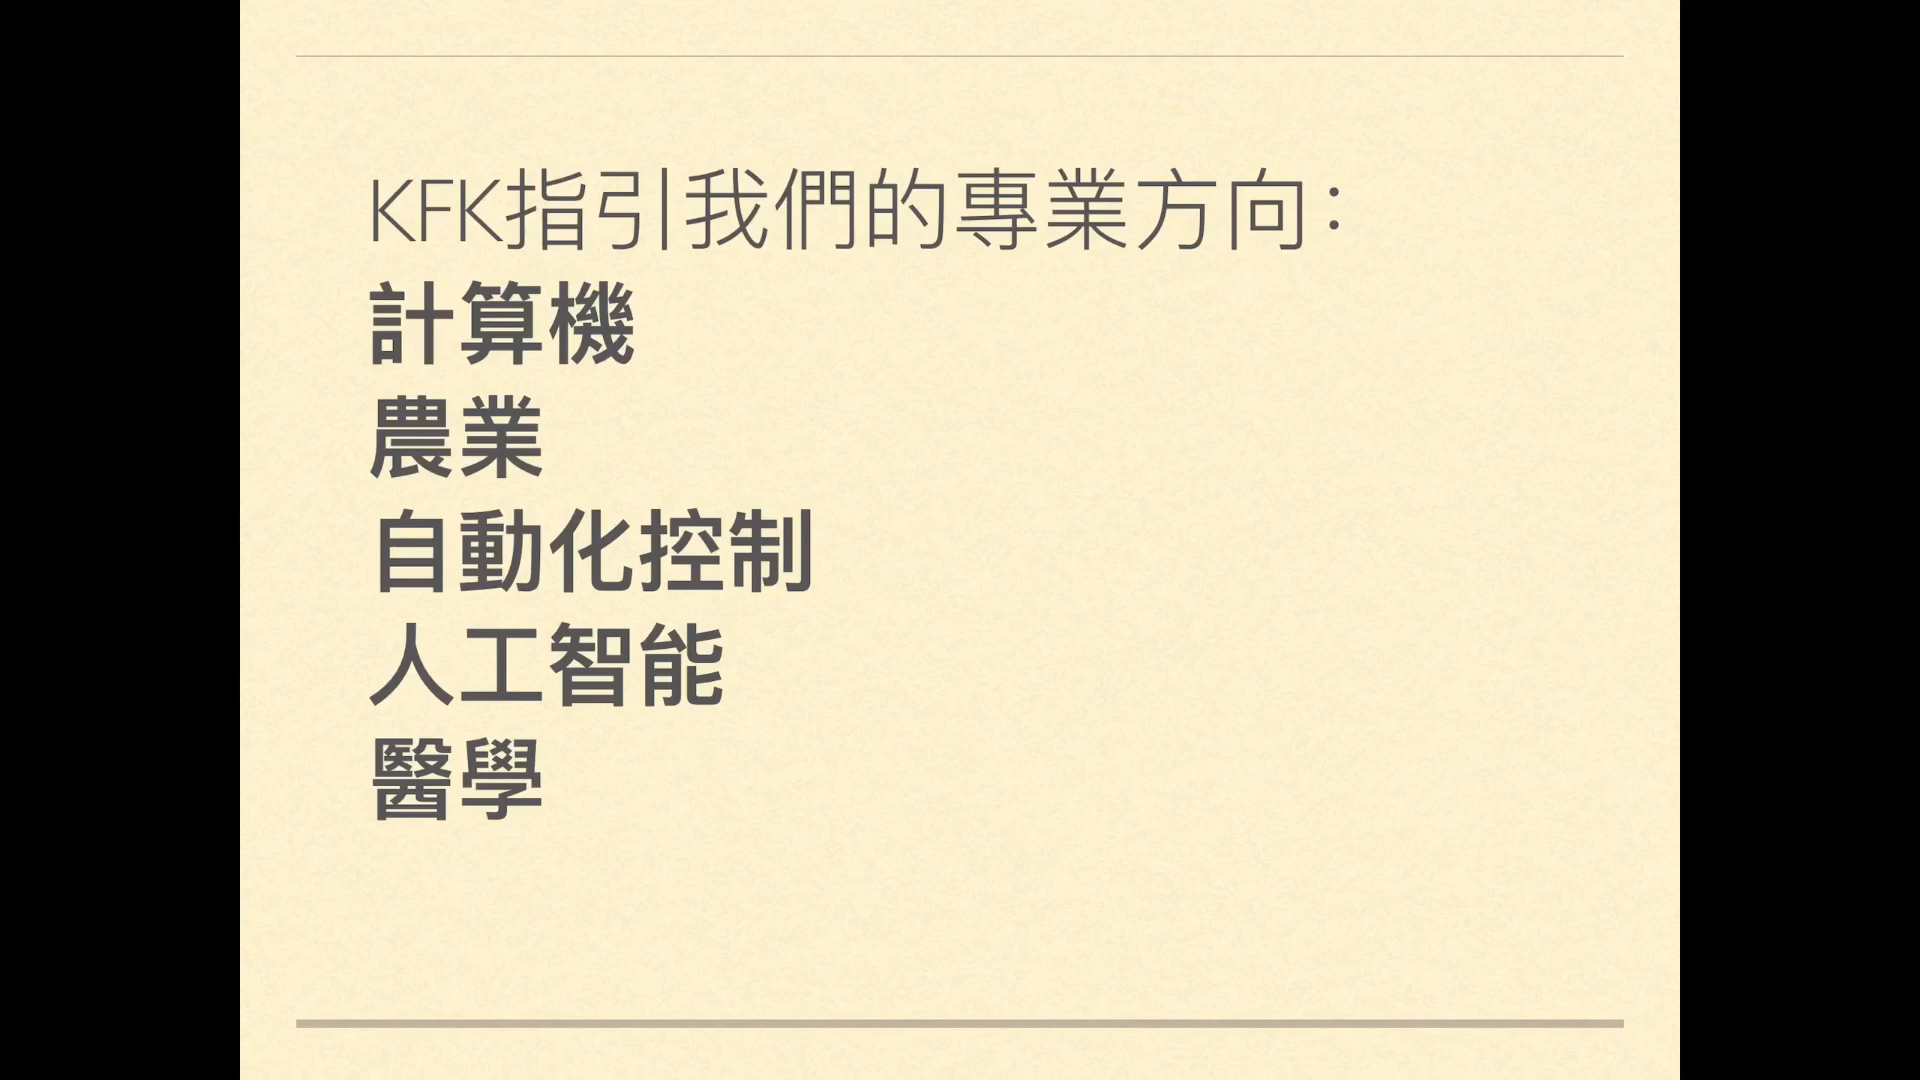 KFK指引我們的專業方向：
計算機
農業
自動化控制
人工智能
醫學